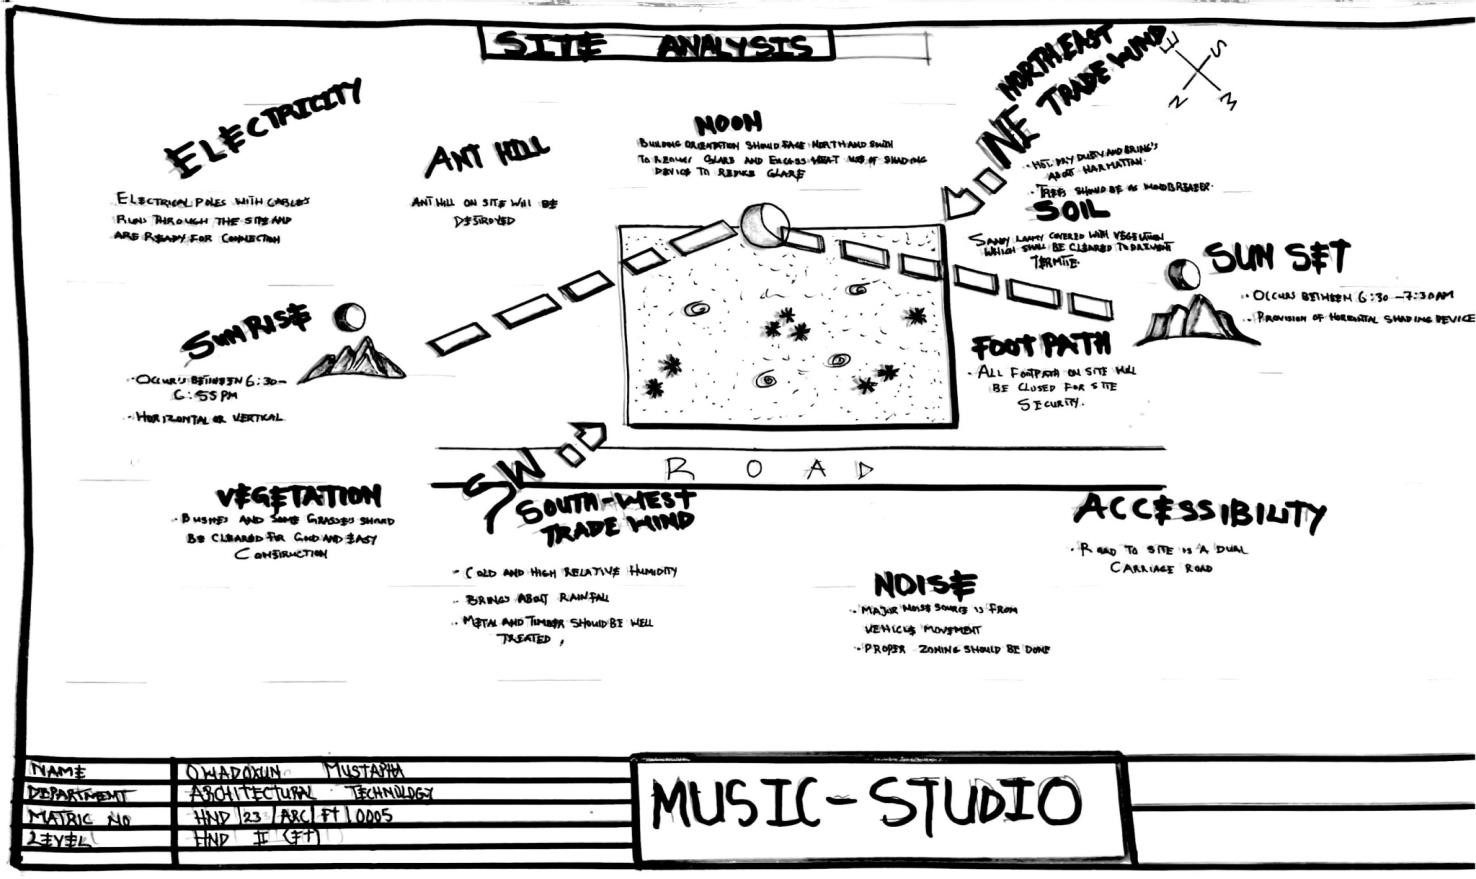 SITE ANALYSIS
ELECTRICITY
ELECTRICAL POLES WITH CABLES
RUNS THROUGH THE SITE AND
ARE READY FOR CONNECTION
ANT HILL
ANT HILL ON SITE WILL BE
DESTROYED
NOON
BUILDING ORIENTATION SHOULD FACE NORTH AND SOUTH
TO REDUCE GLARE AND EXCESS HEAT USE OF SHADING
DEVICE TO REDUCE GLARE
NORTH EAST
TRADE WIND
NE
E S
N W
HOT DRY DUSTY AND BRING'S
ABOUT HARMATTAN
TREES SHOULD BE AS WINDBREAKER
SOIL
SANDY LAMY COVERED WITH VEGETATION
WHICH SHALL BE CLEARED TO PREVENT
TERMITE.
SUN SET
OCCURS BETWEEN 6:30 - 7:30AM
PROVISION OF HORIZONTAL SHADING DEVICE
SUNRISE
OCCUR'S BETWEEN 6:30-
6:55PM
HORIZONTAL OR VERTICAL
FOOT PATH
ALL FOOTPATH ON SITE WILL
BE CLOSED FOR SITE
SECURITY.
ROAD
SW
VEGETATION
BUSHES AND SOME GRASSES SHOULD
BE CLEARED FOR GOOD AND EASY
CONSTRUCTION
SOUTH-WEST
TRADE WIND
COLD AND HIGH RELATIVE HUMIDITY
BRINGS ABOUT RAINFALL
METAL AND TIMBER SHOULD BE WELL
TREATED,
NOISE
MAJOR NOISE SOURCE IS FROM
VEHICLE MOVEMENT
PROPER ZONING SHOULD BE DONE
ACCESSIBILITY
ROAD TO SITE IS A DUAL
CARRIAGE ROAD
NAME OWADOKUN MUSTAPHA
DEPARTMENT ARCHITECTURAL TECHNOLOGY
MATRIC NO HND/23/ARC/FT/0005
LEVEL HND II (FT)
MUSIC-STUDIO